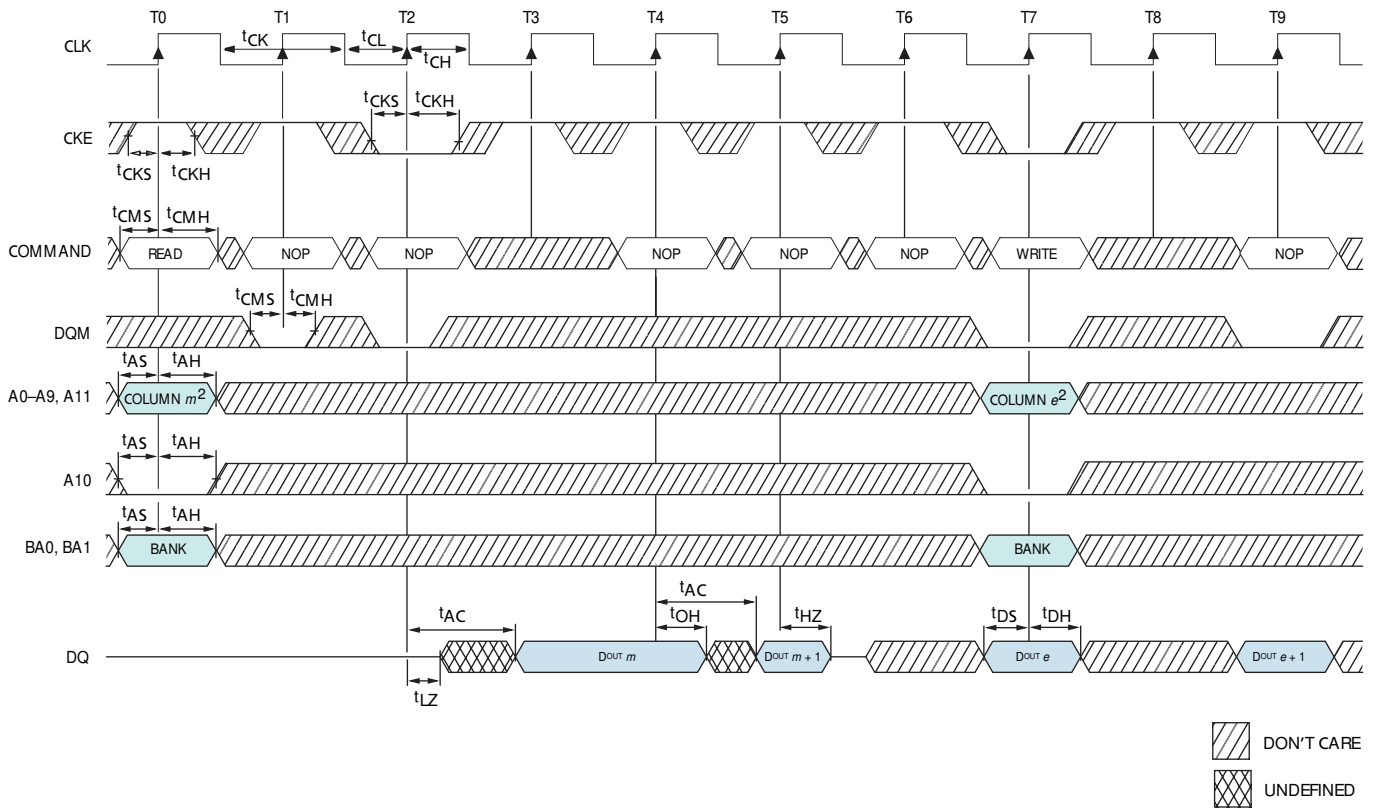 T0 T1 T2 T3 T4 T5 T6 T7 T8 T9
CLK
tCK tCL
tCH
tCKS tCKH
CKE
tCKS tCKH
tCMS tCMH
COMMAND READ NOP NOP NOP NOP NOP WRITE NOP
tCMS tCMH
DQM
tAS tAH
A0–A9, A11 COLUMN m2 COLUMN e2
tAS tAH
A10
tAS tAH
BA0, BA1 BANK BANK
tAC
tAC tOH tHZ tDS tDH
DQ DOUT m DOUT m + 1 DOUT e DOUT e + 1
tLZ
DON'T CARE
UNDEFINED